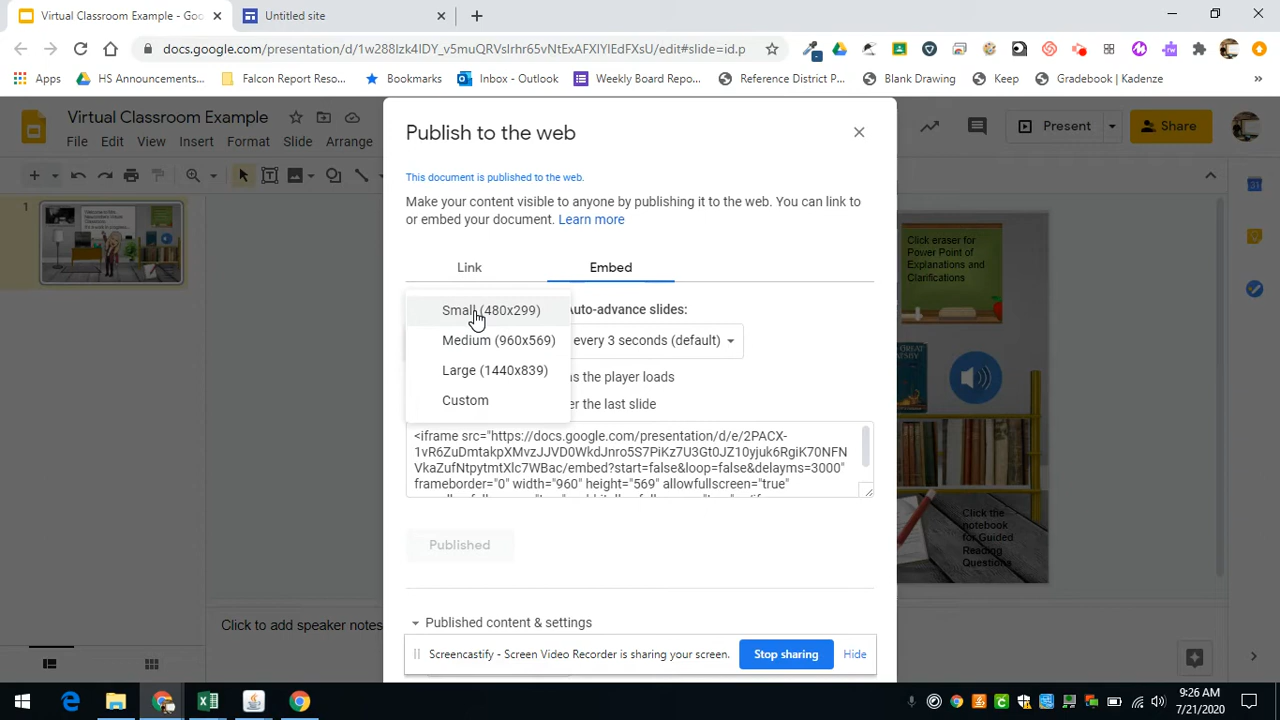 Virtual Classroom Example - Goo
Untitled site
docs.google.com/presentation/d/1w288lzk4IDY_v5muQRVsIrhr65vNtExAFXIYlEdFXsU/edit#slide=id.p
Apps
HS Announcements...
Falcon Report Reso...
Bookmarks
Inbox - Outlook
Weekly Board Repo...
Reference District P...
Blank Drawing
Keep
Gradebook | Kadenze
»
Virtual Classroom Example
File Edit View Insert Format Slide Arrange
Present
Share
Publish to the web
This document is published to the web.
Make your content visible to anyone by publishing it to the web. You can link to
or embed your document. Learn more
Link
Embed
Small (480x299)
Medium (960x569)
Large (1440x839)
Custom
Auto-advance slides:
every 3 seconds (default)
as the player loads
er the last slide
<iframe src="https://docs.google.com/presentation/d/e/2PACX-
1vR6ZuDmtakpXMvzJJVD0WkdJnro5S7PiKz7U3Gt0JZ10yjuk6RgiK70NFN
VkaZufNtpytmtXlc7WBac/embed?start=false&loop=false&delayms=3000"
frameborder="0" width="960" height="569" allowfullscreen="true"
Published
Published content & settings
Screencastify - Screen Video Recorder is sharing your screen.
Stop sharing
Hide
1
Click eraser for
Power Point of
Explanations and
Clarifications
Click the
notebook
for Guided
Reading
Questions
Click to add speaker notes
9:26 AM
7/21/2020